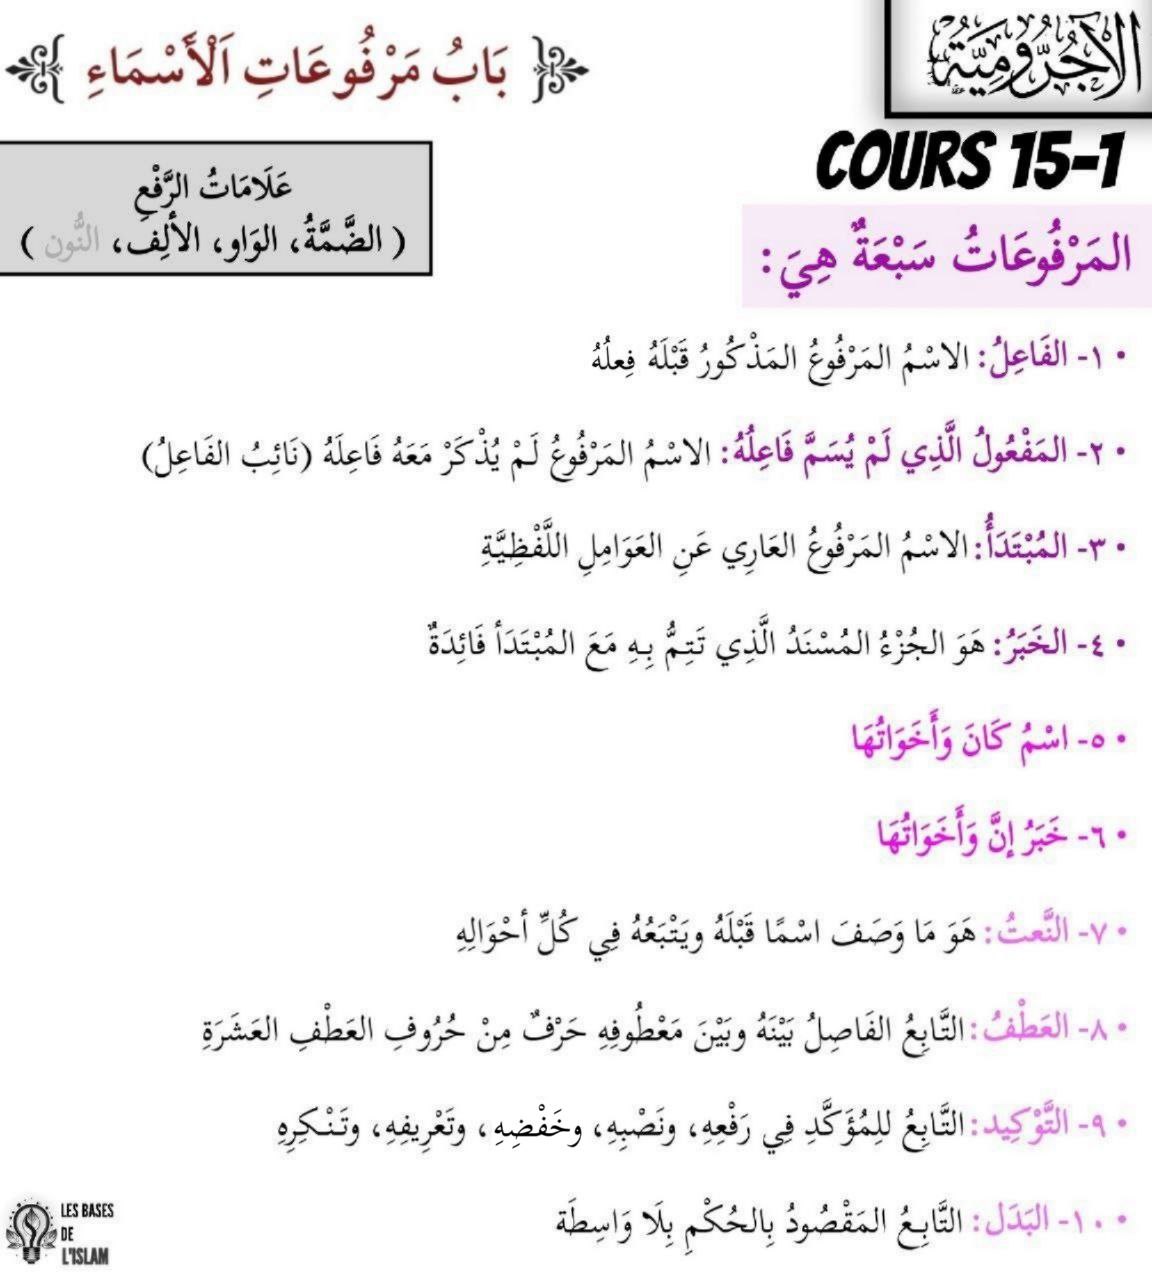 الآجُرُّومِيَّةُ
بَابُ مَرْفُوعَاتِ اَلْأَسْمَاءِ
COURS 15-1
عَلَامَاتُ الرَّفْعِ
( الضَّمَّةُ، الوَاو، الألِف، النُّون )
المَرْفُوعَاتُ سَبْعَةٌ هِيَ :
• ١- الفَاعِلُ: الاسْمُ المَرْفُوعُ المَذْكُورُ قَبْلَهُ فِعلُهُ
• ٢- المَفْعُولُ الَّذِي لَمْ يُسَمَّ فَاعِلُهُ: الاسْمُ المَرْفُوعُ لَمْ يُذْكَرْ مَعَهُ فَاعِلَهُ (نَائِبُ الفَاعِلُ)
• ٣- المُبْتَدَأُ: الاسْمُ المَرْفُوعُ العَارِي عَنِ العَوَامِلِ اللَّفْظِيَّةِ
• ٤- الخَبَرُ: هَوَ الجُزْءُ المُسْنَدُ الَّذِي تَتِمُّ بِهِ مَعَ المُبْتَدَأ فَائِدَةٌ
• ٥- اسْمُ كَانَ وَأَخَوَاتُهَا
• ٦- خَبَرُ إنَّ وَأَخَوَاتُهَا
• ٧- النَّعتُ: هَوَ مَا وَصَفَ اسْمًا قَبْلَهُ ويَتْبَعُهُ فِي كُلِّ أحْوَالِهِ
• ٨- العَطْفُ: التَّابِعُ الفَاصِلُ بَيْنَهُ وبَيْنَ مَعْطُوفِهِ حَرْفٌ مِنْ حُرُوفِ العَطْفِ العَشَرَةِ
• ٩- التَّوْكِيد: التَّابِعُ للِمُؤَكَّدِ فِي رَفْعِهِ، ونَصْبِهِ، وخَفْضِهِ، وتَعْرِيفِهِ، وتَنْكِرِهِ
• ١٠- البَدَل: التَّابِعُ المَقْصُودُ بِالحُكْمِ بِلَا وَاسِطَة
LES BASES
DE
L'ISLAM